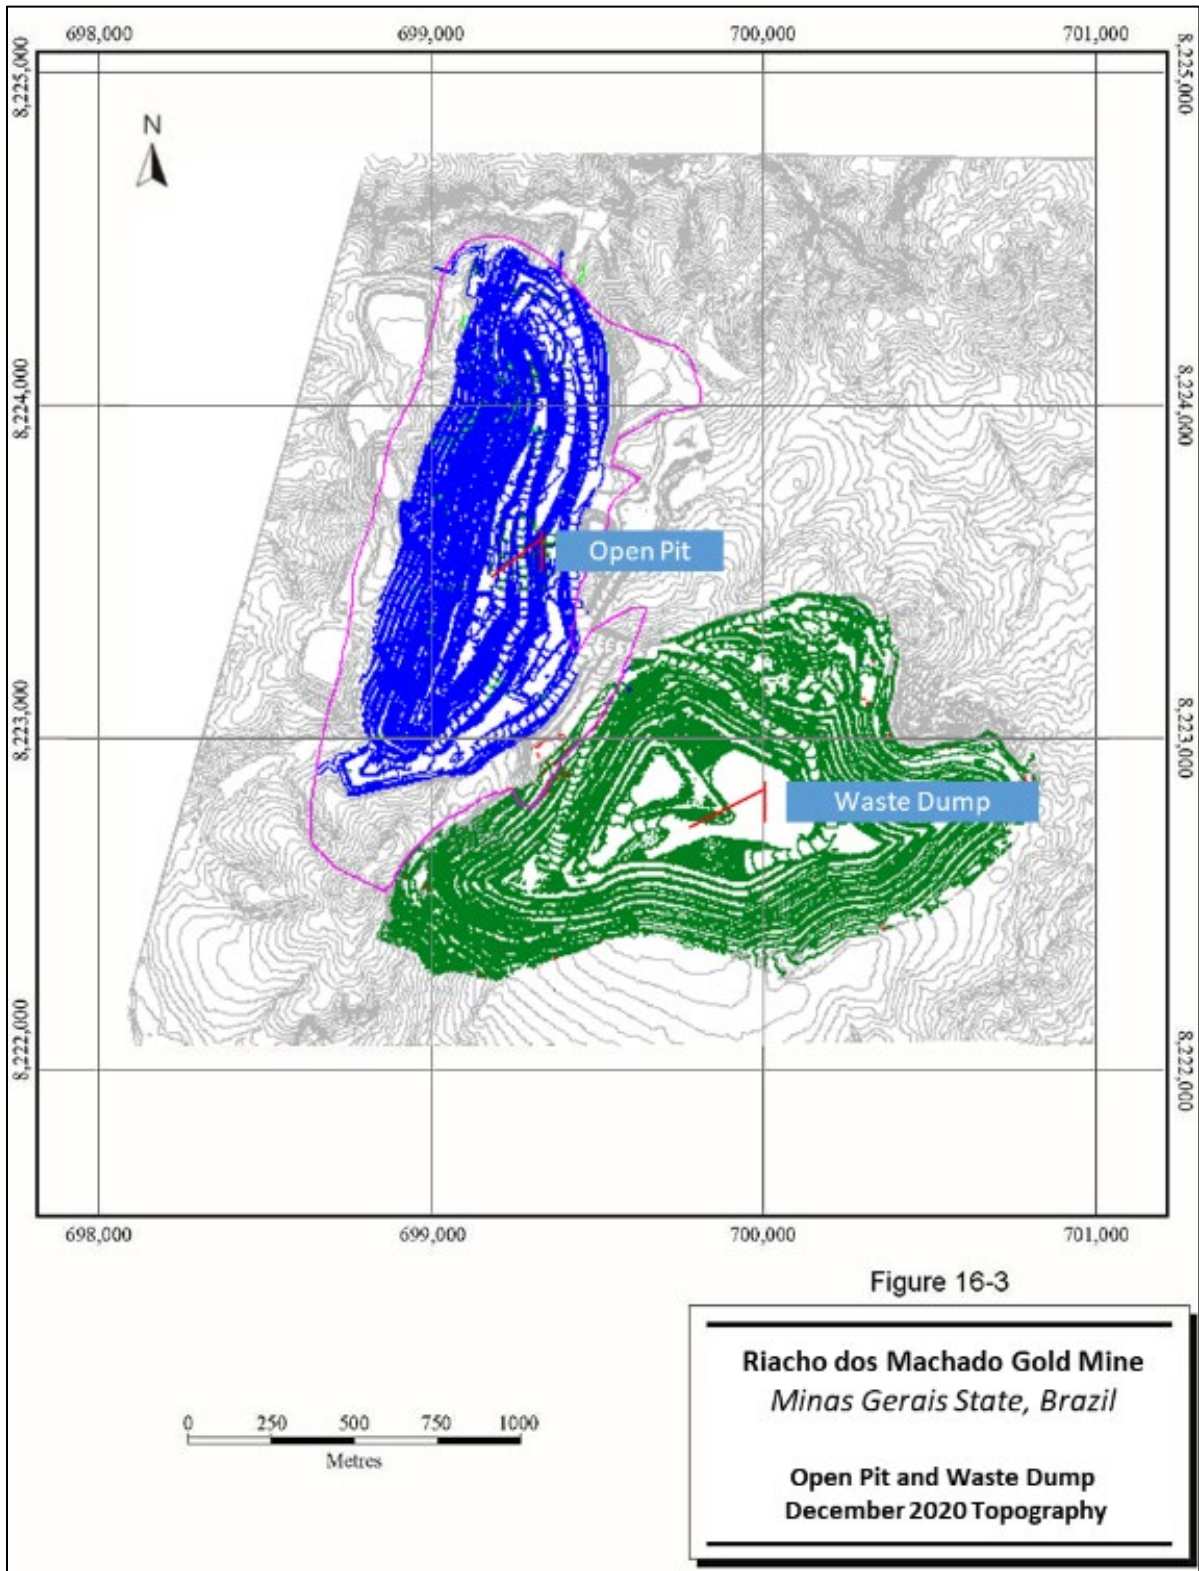 698,000 699,000 700,000 701,000
8,225,000 8,225,000
N
8,224,000 8,224,000
Open Pit
8,223,000 8,223,000
Waste Dump
8,222,000 8,222,000
698,000 699,000 700,000 701,000
Figure 16-3
Riacho dos Machado Gold Mine
Minas Gerais State, Brazil
0 250 500 750 1000
Metres
Open Pit and Waste Dump
December 2020 Topography